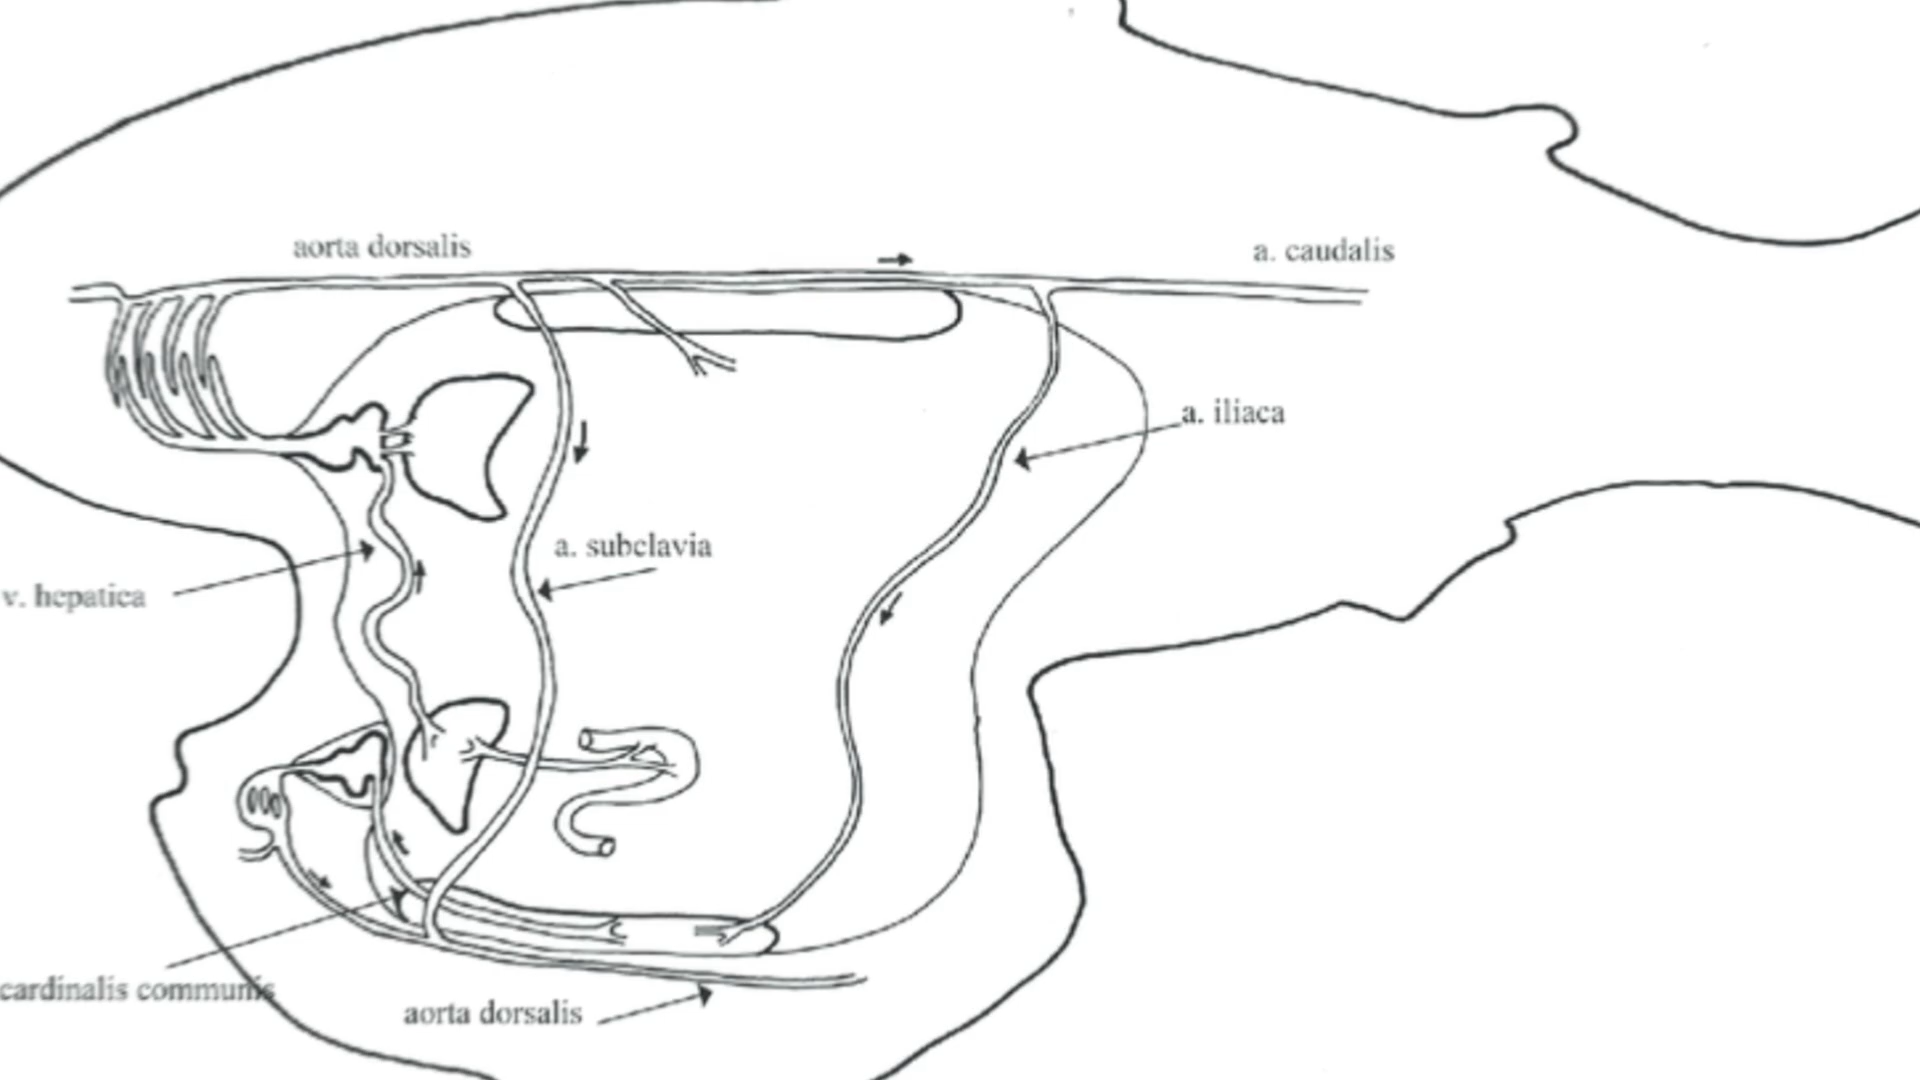 aorta dorsalis
a. caudalis
a. iliaca
a. subclavia
v. hepatica
cardinalis communis
aorta dorsalis